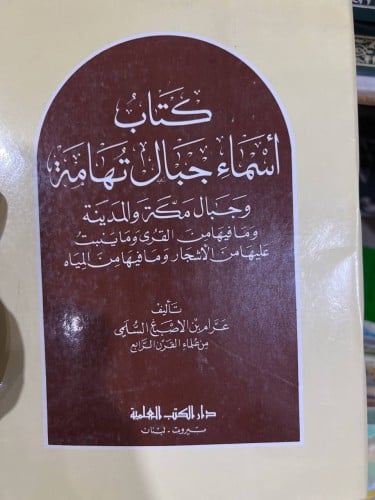 كتاب
أسماء جبال تهامة
وجبال مكة والمدينة
وما فيها من القرى وما ينبت
عليها من الأشجار وما فيها من المياه
تأليف
عرام بن الأصبغ السلمي
من علماء القرن الرابع
دار الكتب العلمية
بيروت - لبنان